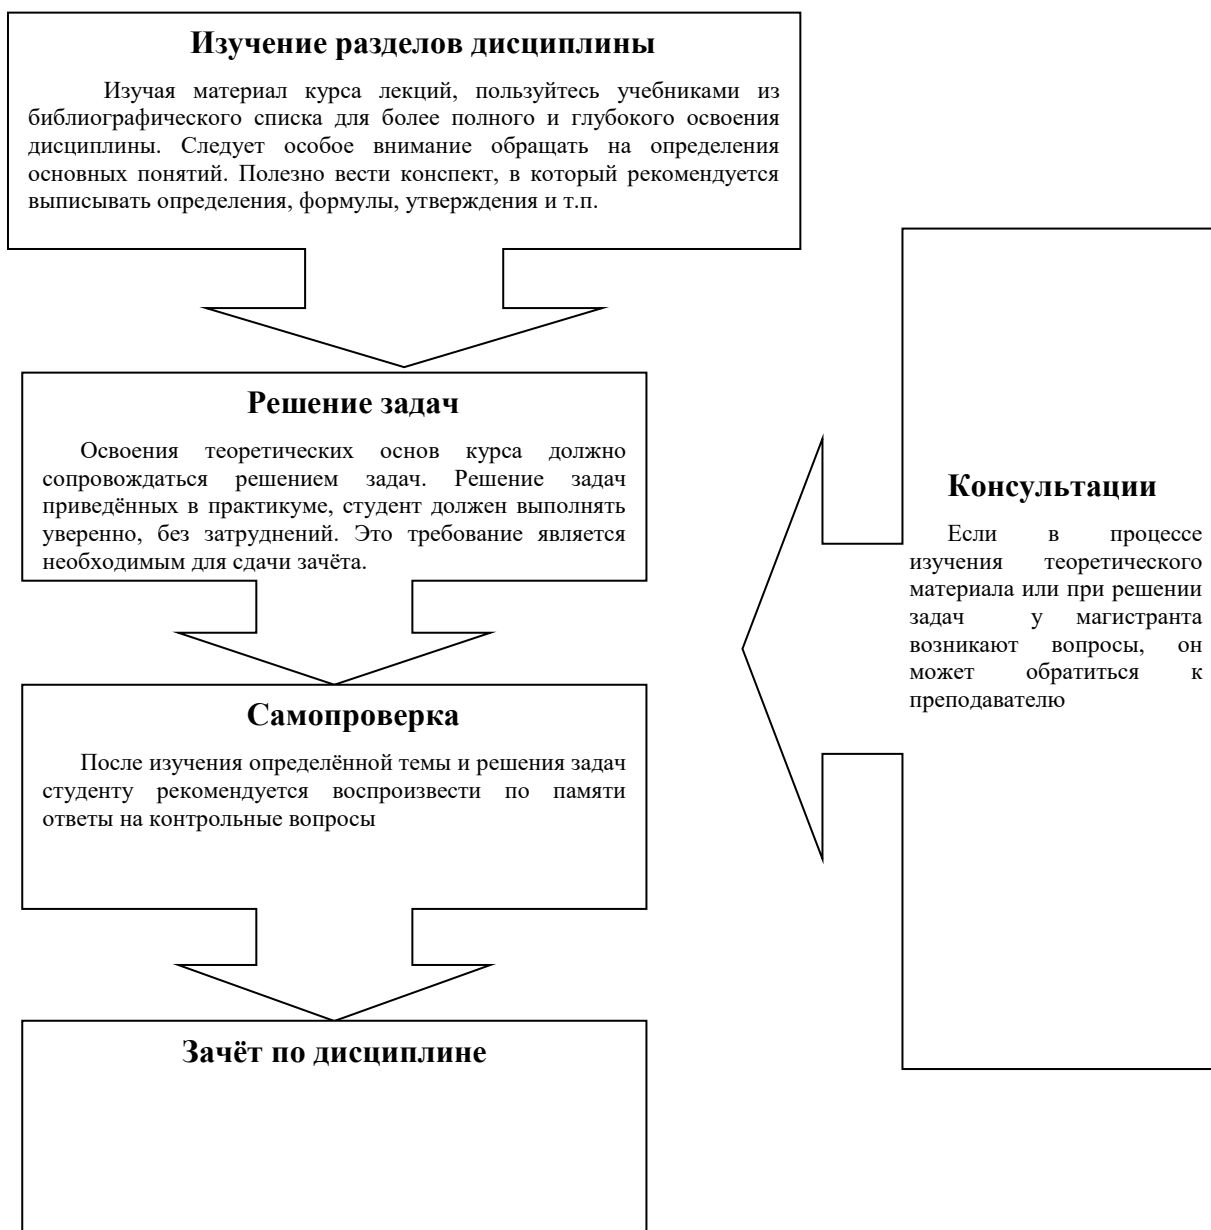 Изучение разделов дисциплины
Изучая материал курса лекций, пользуйтесь учебниками из
библиографического списка для более полного и глубокого освоения
дисциплины. Следует особое внимание обращать на определения
основных понятий. Полезно вести конспект, в который рекомендуется
выписывать определения, формулы, утверждения и т.п.
Решение задач
Освоения теоретических основ курса должно
сопровождаться решением задач. Решение задач
приведённых в практикуме, студент должен выполнять
уверенно, без затруднений. Это требование является
необходимым для сдачи зачёта.
Самопроверка
После изучения определённой темы и решения задач
студенту рекомендуется воспроизвести по памяти
ответы на контрольные вопросы
Зачёт по дисциплине
Консультации
Если в процессе
изучения теоретического
материала или при решении
задач у магистранта
возникают вопросы, он
может обратиться к
преподавателю